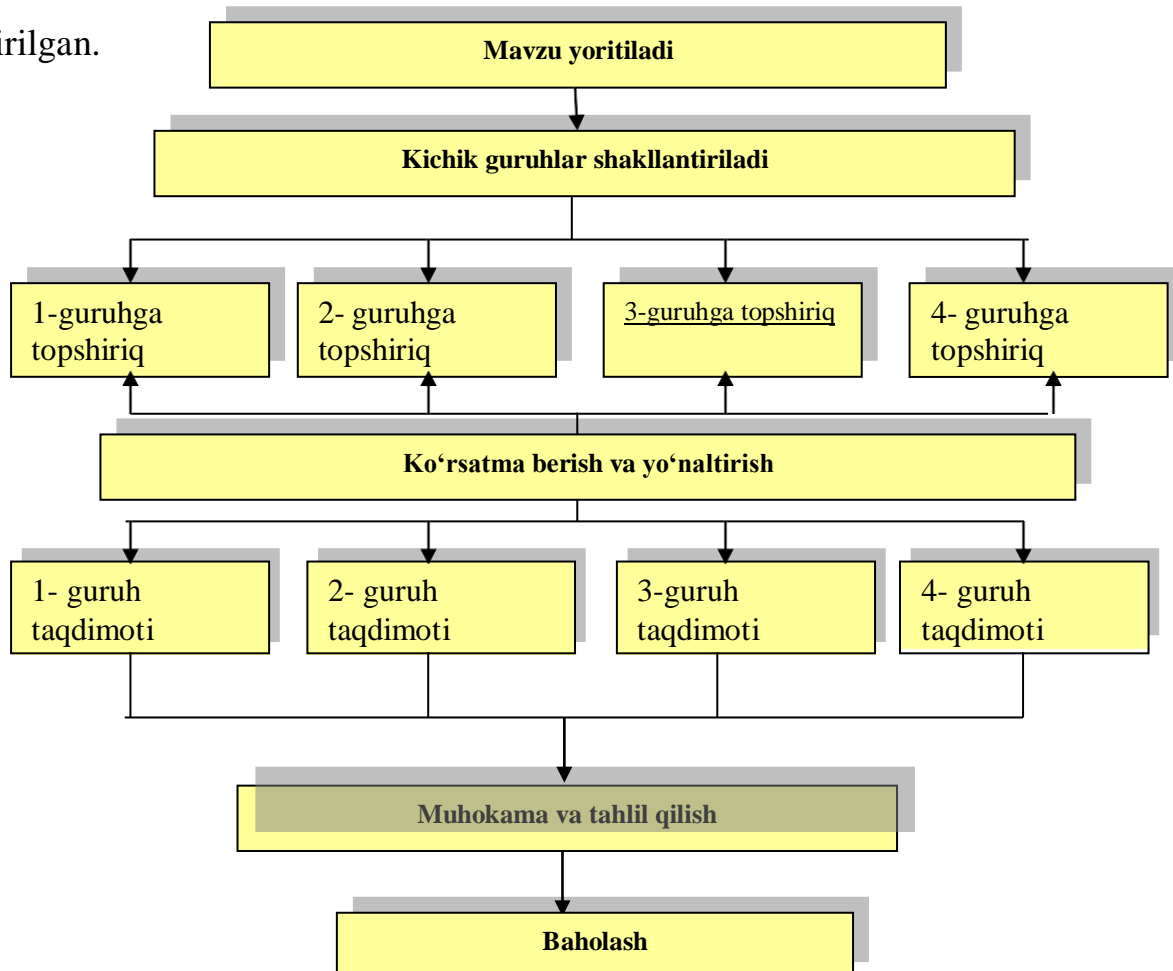 irilgan.
Mavzu yoritiladi
Kichik guruhlar shakllantiriladi
1-guruhga
topshiriq
2- guruhga
topshiriq
3-guruhga topshiriq
4- guruhga
topshiriq
Ko‘rsatma berish va yo‘naltirish
1- guruh
taqdimoti
2- guruh
taqdimoti
3-guruh
taqdimoti
4- guruh
taqdimoti
Muhokama va tahlil qilish
Baholash